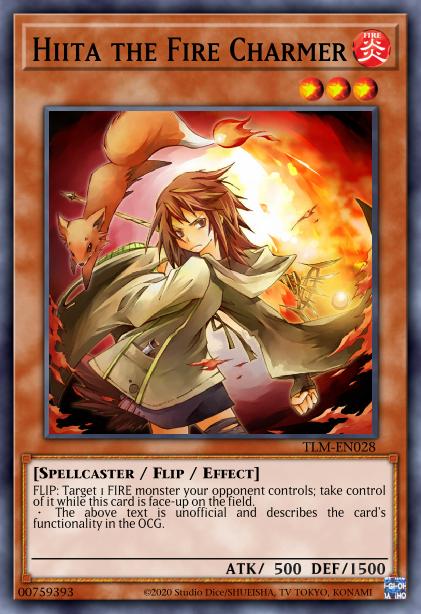 HIITA THE FIRE CHARMER
FIRE
炎
TLM-EN028
[SPELLCASTER / FLIP / EFFECT]
FLIP: Target 1 FIRE monster your opponent controls; take control
of it while this card is face-up on the field.
· The above text is unofficial and describes the card's
functionality in the OCG.
ATK/ 500 DEF/1500
00759393
©2020 Studio Dice/SHUEISHA, TV TOKYO, KONAMI